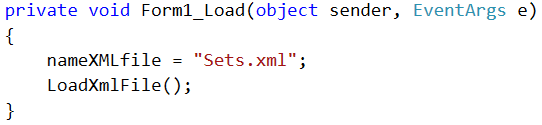 private void Form1_Load(object sender, EventArgs e)
{
    nameXMLfile = "Sets.xml";
    LoadXmlFile();
}